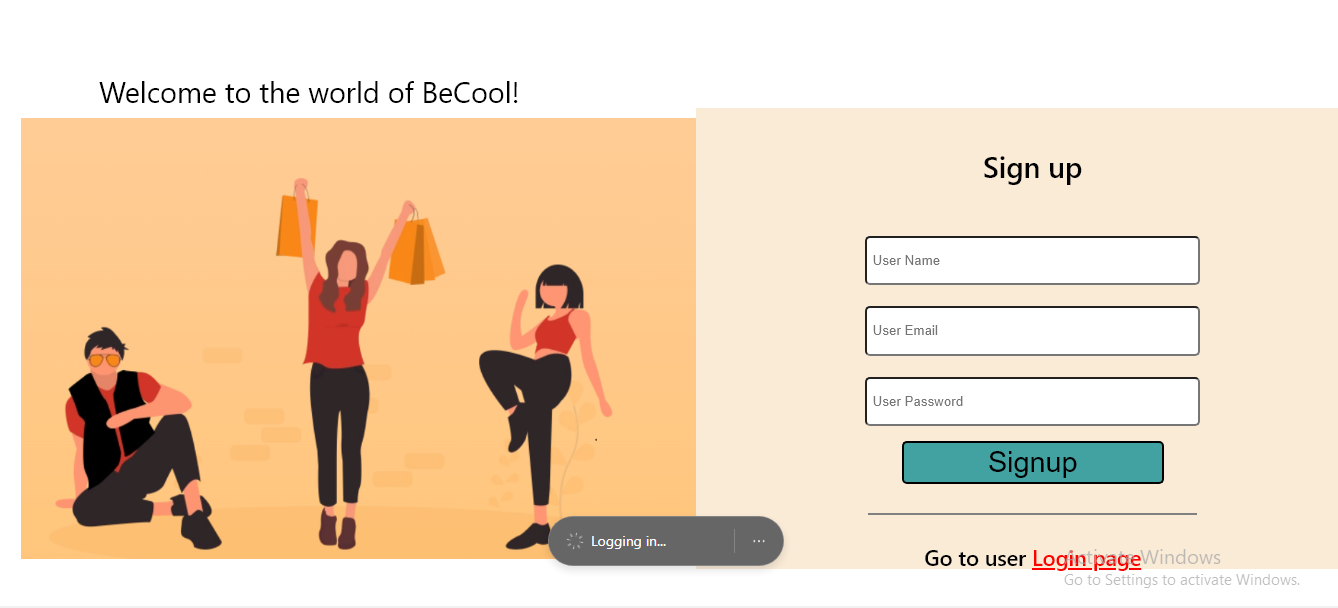 Welcome to the world of BeCool!
Sign up
User Name
User Email
User Password
Signup
Logging in...
Go to user Login page
Activate Windows
Go to Settings to activate Windows.